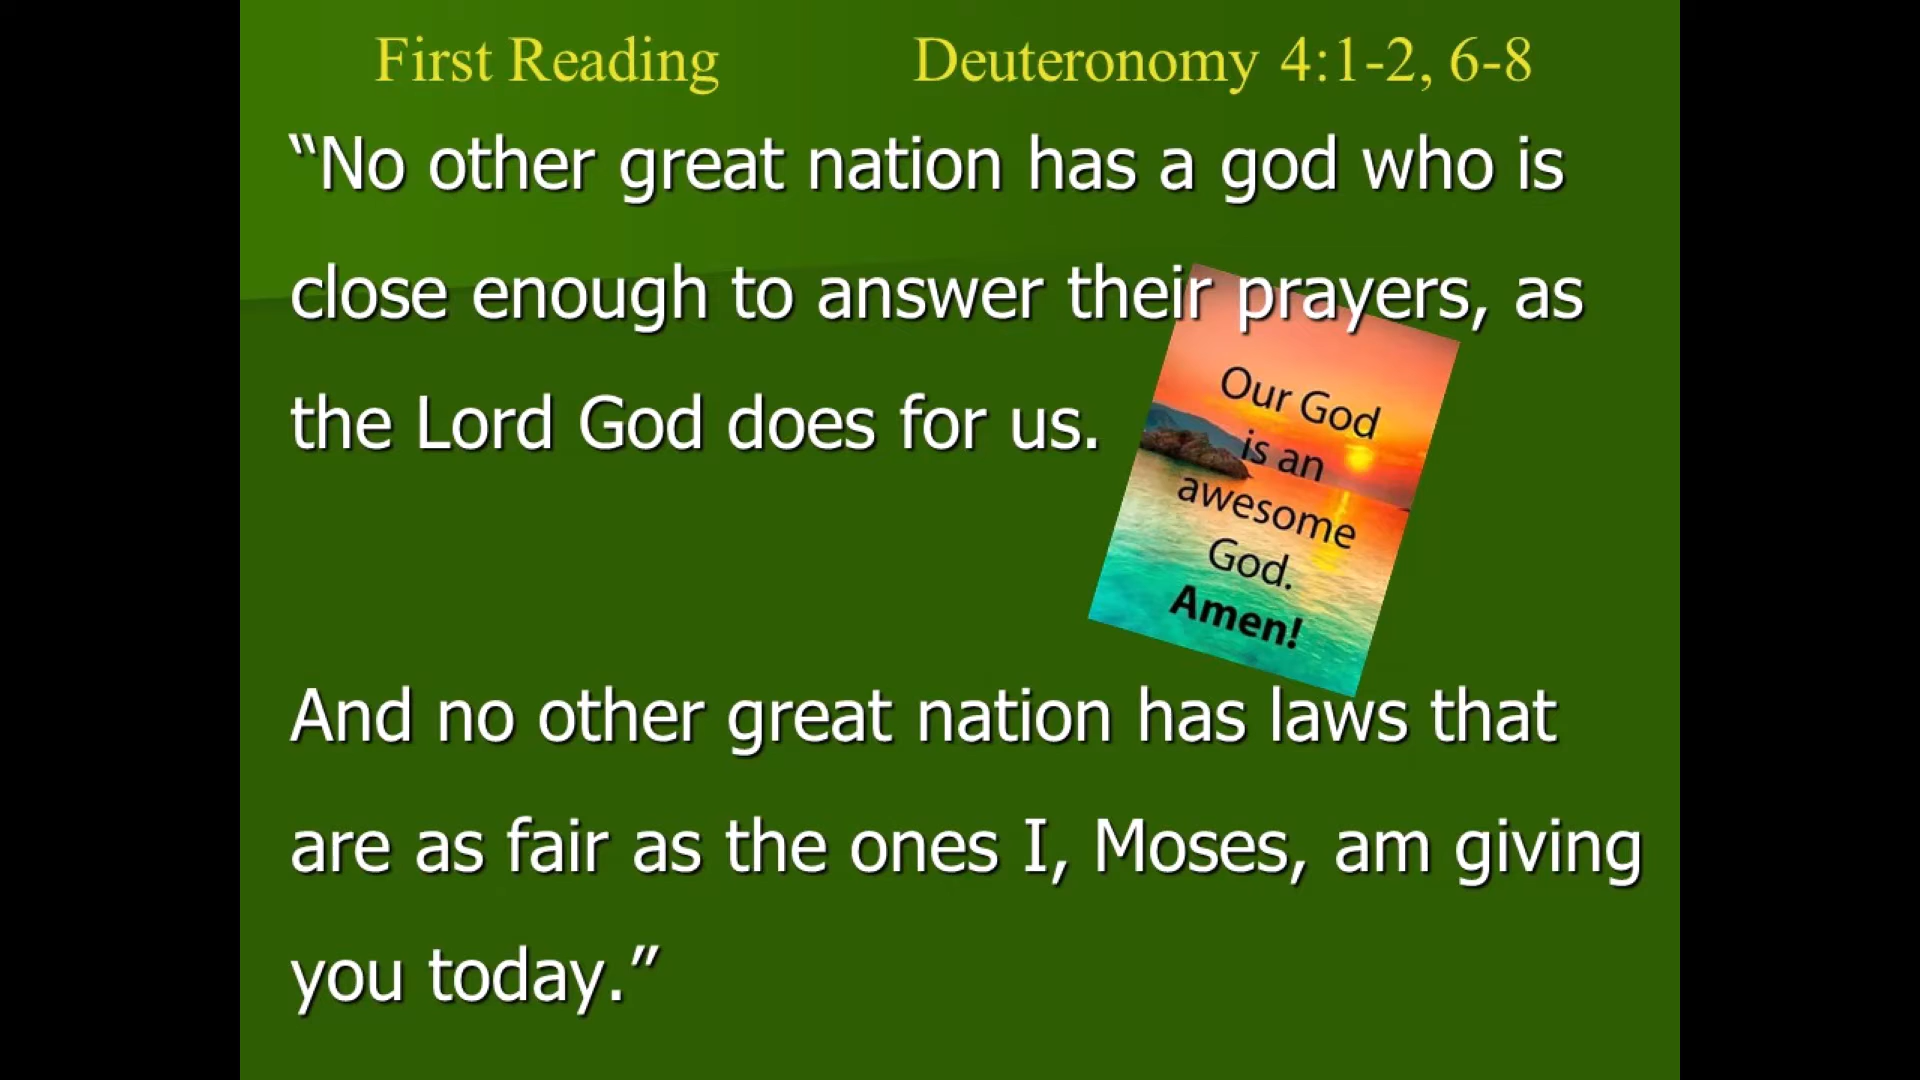 First Reading Deuteronomy 4:1-2, 6-8
“No other great nation has a god who is
close enough to answer their prayers, as
the Lord God does for us.
Our God
is an
awesome
God.
Amen!
And no other great nation has laws that
are as fair as the ones I, Moses, am giving
you today.”